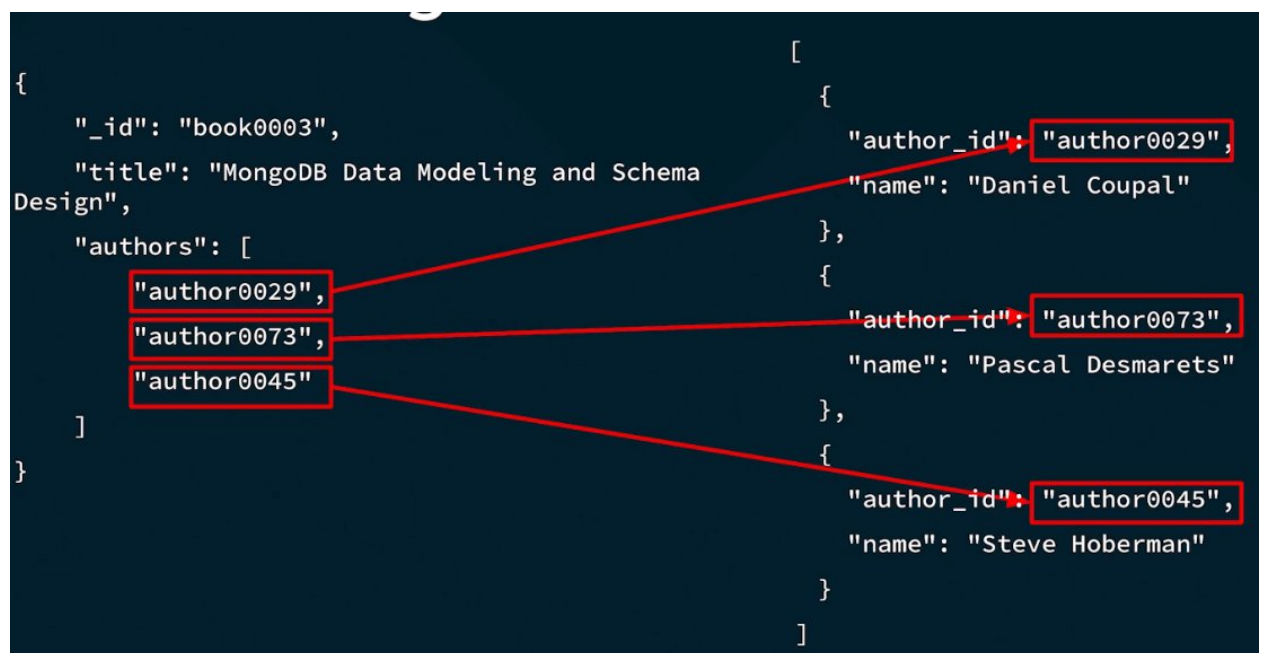 {
"_id": "book0003",
"title": "MongoDB Data Modeling and Schema
Design",
"authors": [
"author0029",
"author0073",
"author0045"
]
}
[
{
"author_id": "author0029",
"name": "Daniel Coupal"
},
{
"author_id": "author0073",
"name": "Pascal Desmarets"
},
{
"author_id": "author0045",
"name": "Steve Hoberman"
}
]